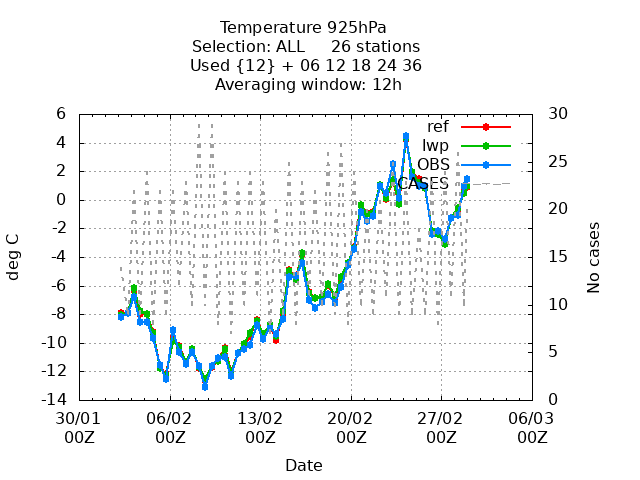 Temperature 925hPa
Selection: ALL 26 stations
Used {12} + 06 12 18 24 36
Averaging window: 12h
6
4
2
0
-2
-4
-6
-8
-10
-12
-14
deg C
30
25
20
15
10
5
0
No cases
ref
lwp
OBS
CASES
30/01 06/02 13/02 20/02 27/02 06/03
00Z 00Z 00Z 00Z 00Z 00Z
Date